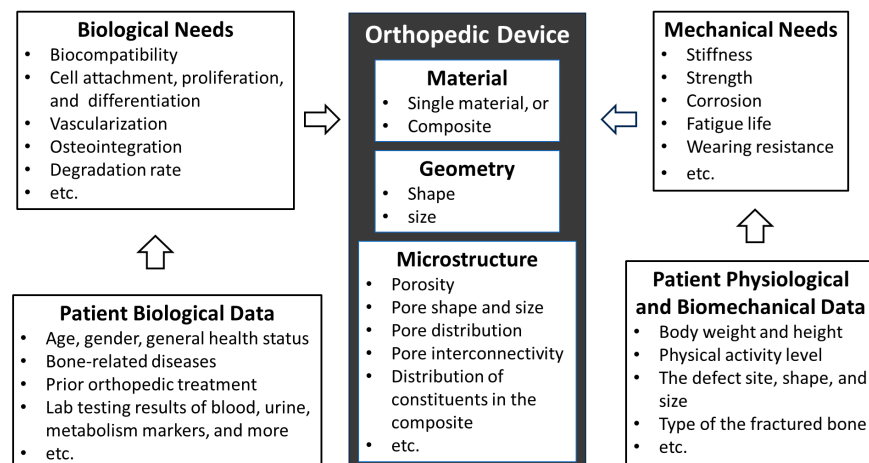 Biological Needs
• Biocompatibility
• Cell attachment, proliferation,
and differentiation
• Vascularization
• Osteointegration
• Degradation rate
• etc.
Patient Biological Data
• Age, gender, general health status
• Bone-related diseases
• Prior orthopedic treatment
• Lab testing results of blood, urine,
metabolism markers, and more
• etc.
Orthopedic Device
Material
• Single material, or
• Composite
Geometry
• Shape
• size
Microstructure
• Porosity
• Pore shape and size
• Pore distribution
• Pore interconnectivity
• Distribution of
constituents in the
composite
• etc.
Mechanical Needs
• Stiffness
• Strength
• Corrosion
• Fatigue life
• Wearing resistance
• etc.
Patient Physiological
and Biomechanical Data
• Body weight and height
• Physical activity level
• The defect site, shape, and
size
• Type of the fractured bone
• etc.